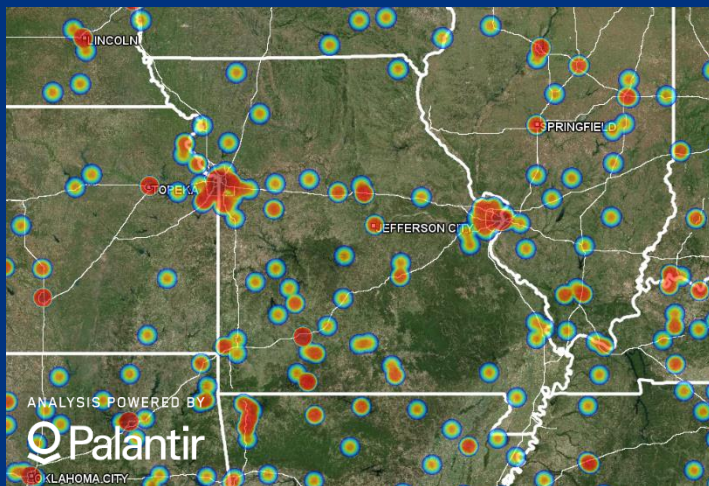 LINCOLN
SPRINGFIELD
TOPEKA
JEFFERSON CITY
ANALYSIS POWERED BY
Palantir
OKLAHOMA CITY